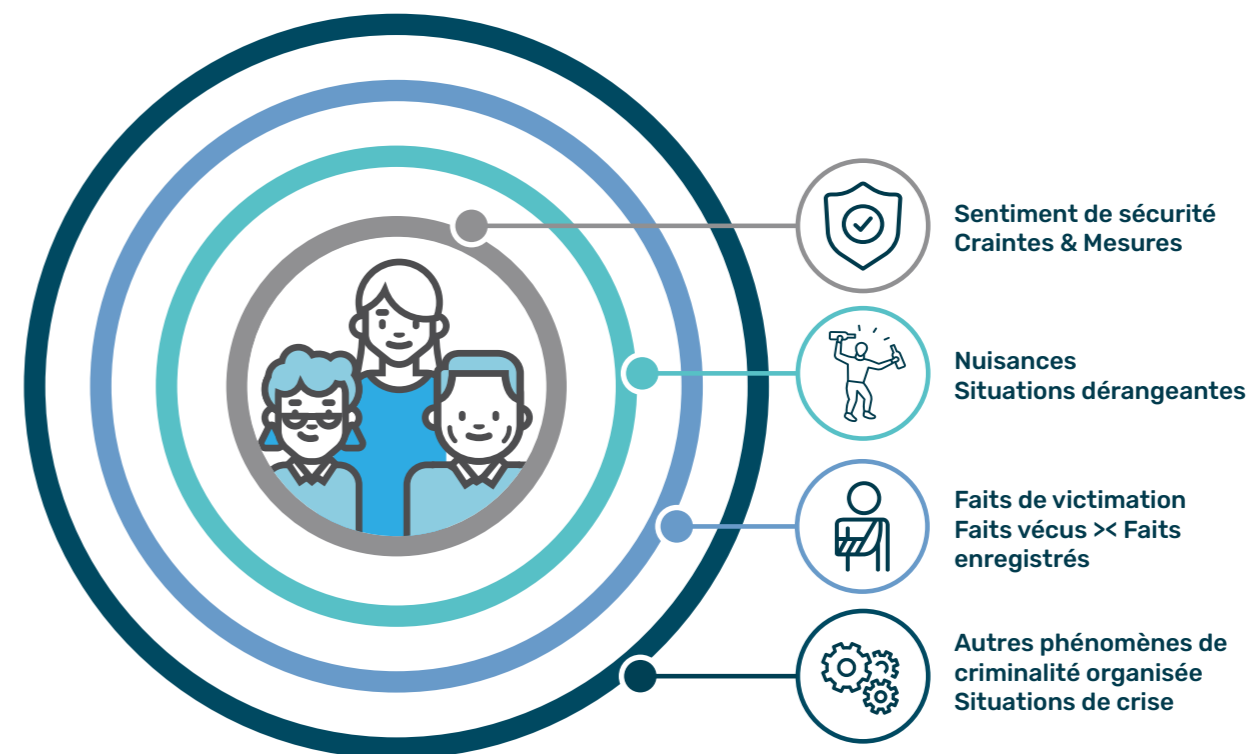 Sentiment de sécurité
Craintes & Mesures
Nuisances
Situations dérangeantes
Faits de victimation
Faits vécus >< Faits
enregistrés
Autres phénomènes de
criminalité organisée
Situations de crise